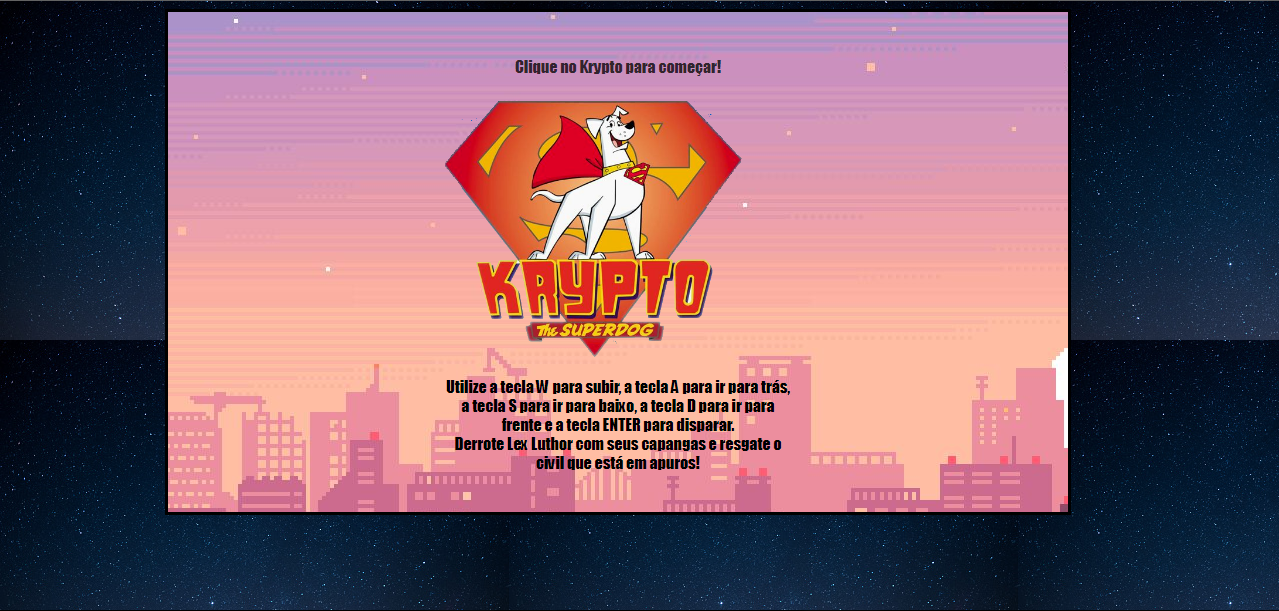 Clique no Krypto para começar!
KRYPTO
The SUPERDOG
Utilize a tecla W para subir, a tecla A para ir para trás,
a tecla S para ir para baixo, a tecla D para ir para
frente e a tecla ENTER para disparar.
Derrote Lex Luthor com seus capangas e resgate o
civil que está em apuros!